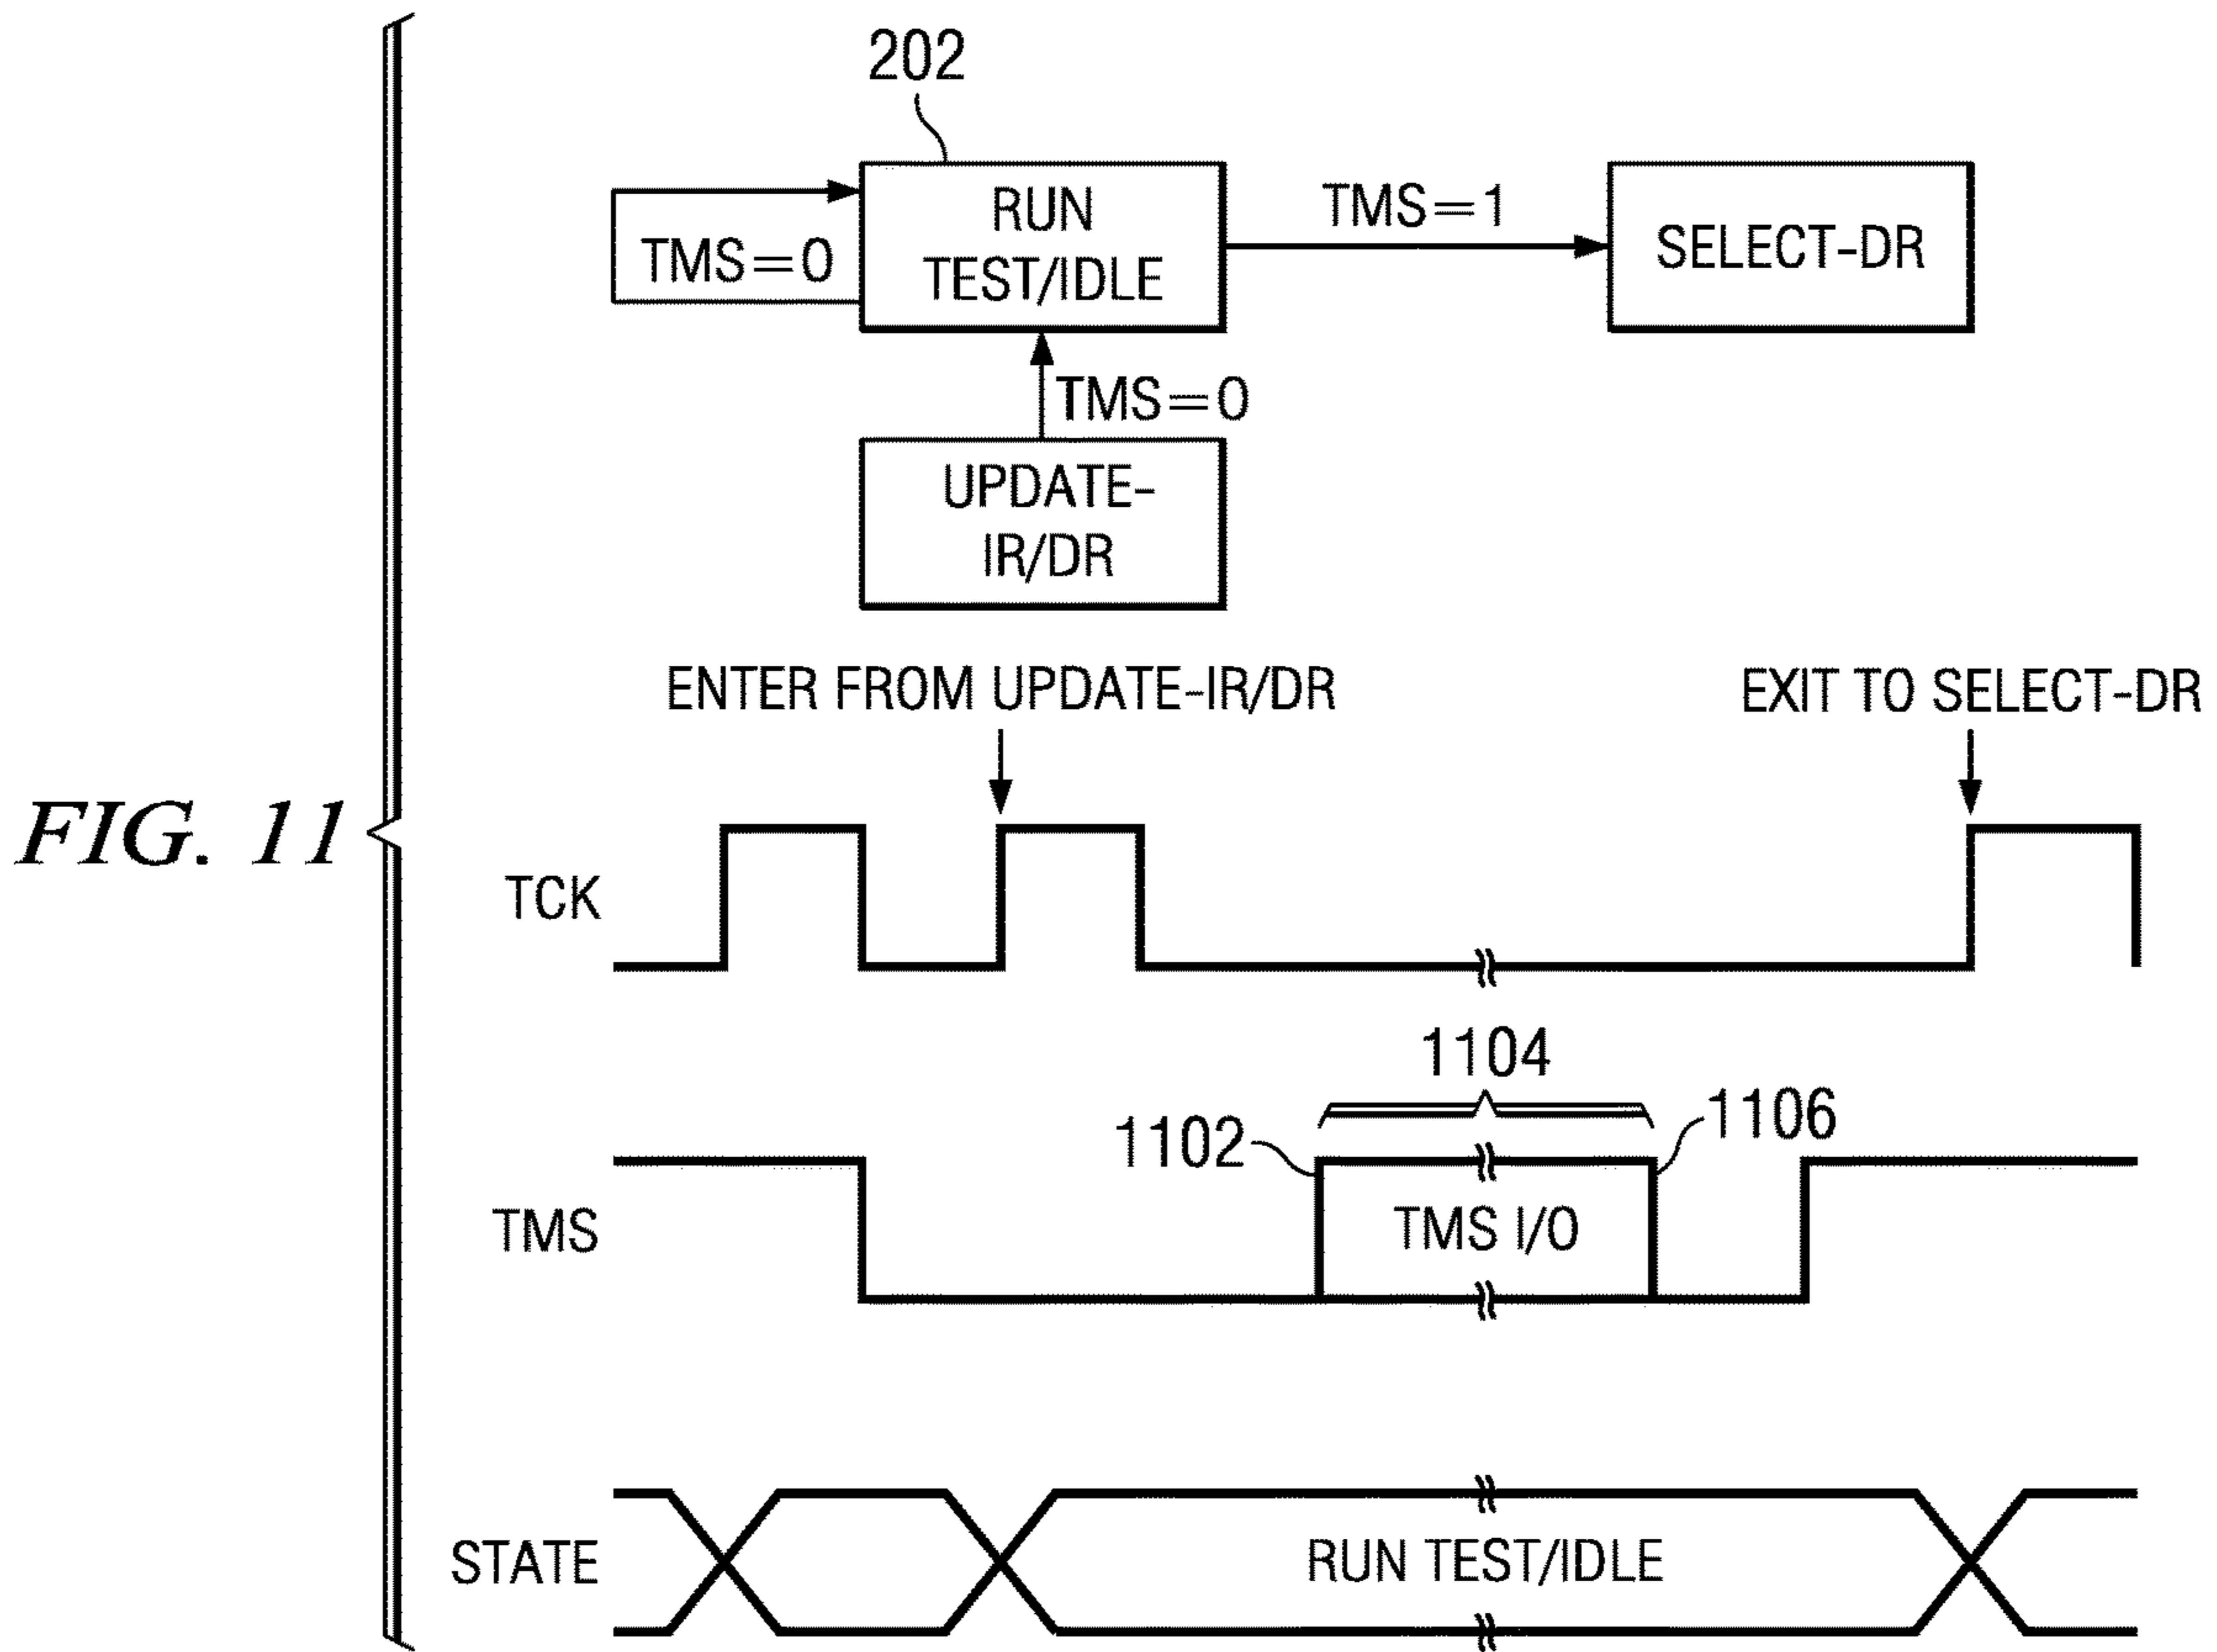 202
RUN
TEST/IDLE
TMS=0
TMS=1
SELECT-DR
TMS=0
UPDATE-
IR/DR
ENTER FROM UPDATE-IR/DR
EXIT TO SELECT-DR
FIG. 11
TCK
1104
1102
1106
TMS
TMS I/O
STATE
RUN TEST/IDLE